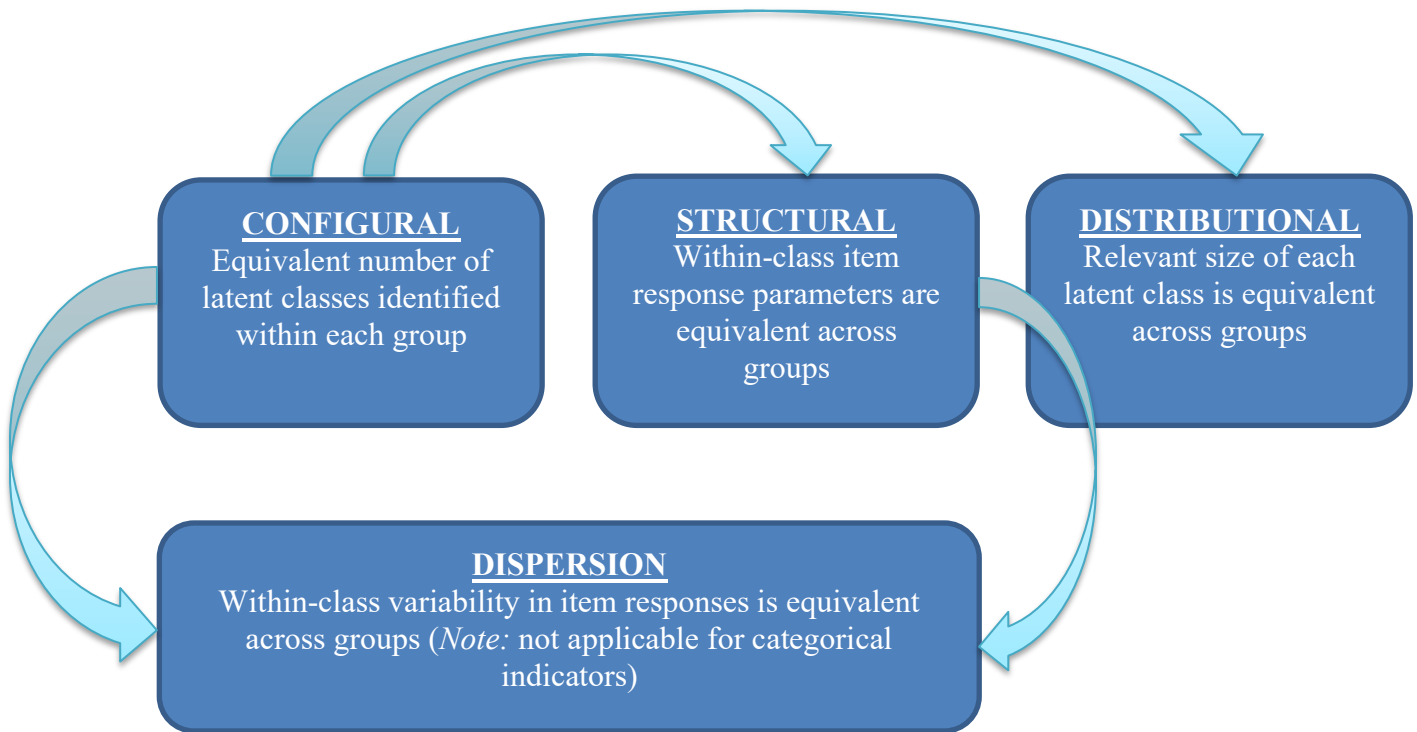 CONFIGURAL
Equivalent number of
latent classes identified
within each group
STRUCTURAL
Within-class item
response parameters are
equivalent across
groups
DISTRIBUTIONAL
Relevant size of each
latent class is equivalent
across groups
DISPERSION
Within-class variability in item responses is equivalent
across groups (Note: not applicable for categorical
indicators)